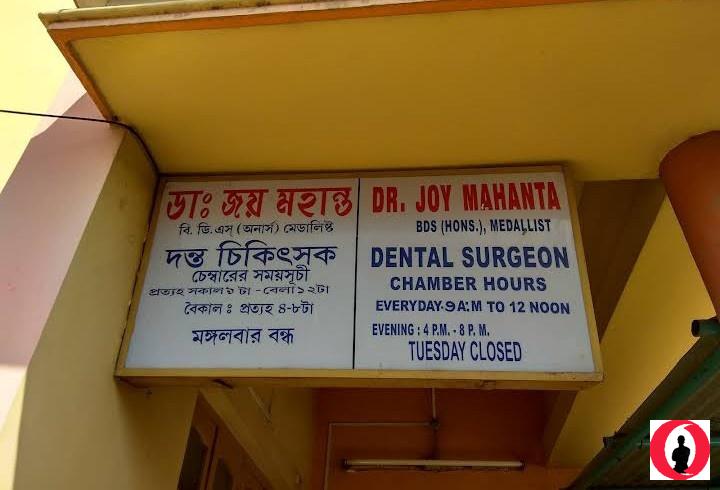 ডাঃ জয় মহান্ত
বি. ডি. এস্ (অনার্স) মেডালিষ্ট
দন্ত চিকিৎসক
চেম্বারের সময়সূচী
প্রত্যহ সকাল ৯ টা - বেলা ১২টা
বৈকাল : প্রত্যহ ৪-৮টা
মঙ্গলবার বন্ধ
DR. JOY MAHANTA
BDS (HONS.), MEDALLIST
DENTAL SURGEON
CHAMBER HOURS
EVERYDAY-9 A.M TO 12 NOON
EVENING : 4 P.M. - 8 P. M.
TUESDAY CLOSED